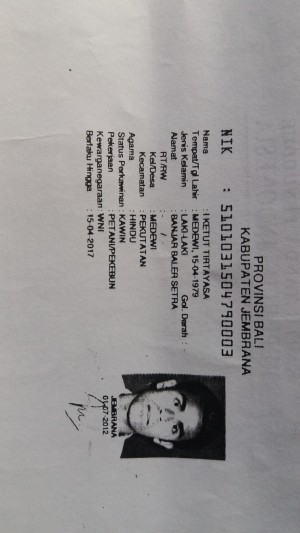 PROVINSI BALI
KABUPATEN JEMBRANA
NIK : 5101031504790003
Nama : I KETUT TIRTAYASA
Tempat/Tgl Lahir : MEDEWI, 15-04-1979
Jenis Kelamin : LAKI-LAKI Gol. Darah :
Alamat : BANJAR BALER SETRA
RT/RW : - / -
Kel/Desa : MEDEWI
Kecamatan : PEKUTATAN
Agama : HINDU
Status Perkawinan : KAWIN
Pekerjaan : PETANI/PEKEBUN
Kewarganegaraan : WNI
Berlaku Hingga : 15-04-2017
JEMBRANA
01-07-2012